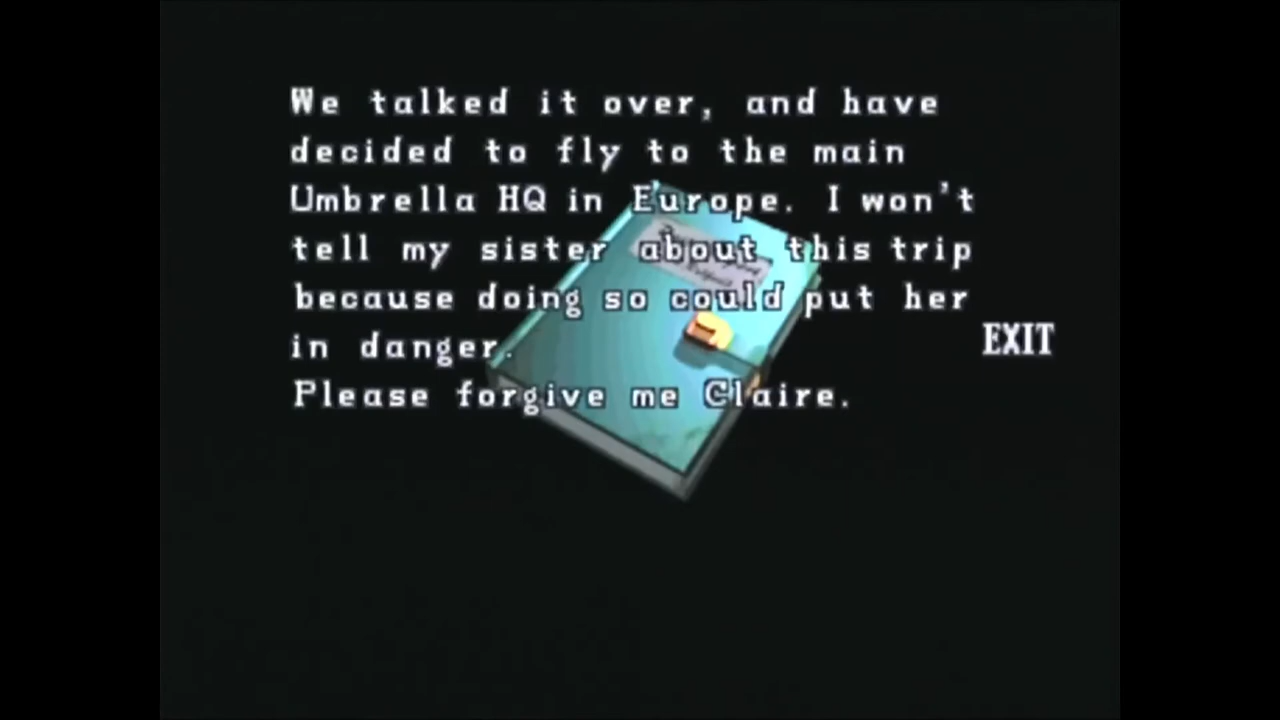 We talked it over, and have
decided to fly to the main
Umbrella HQ in Europe. I won't
tell my sister about this trip
because doing so could put her
in danger.
Please forgive me Claire.
EXIT